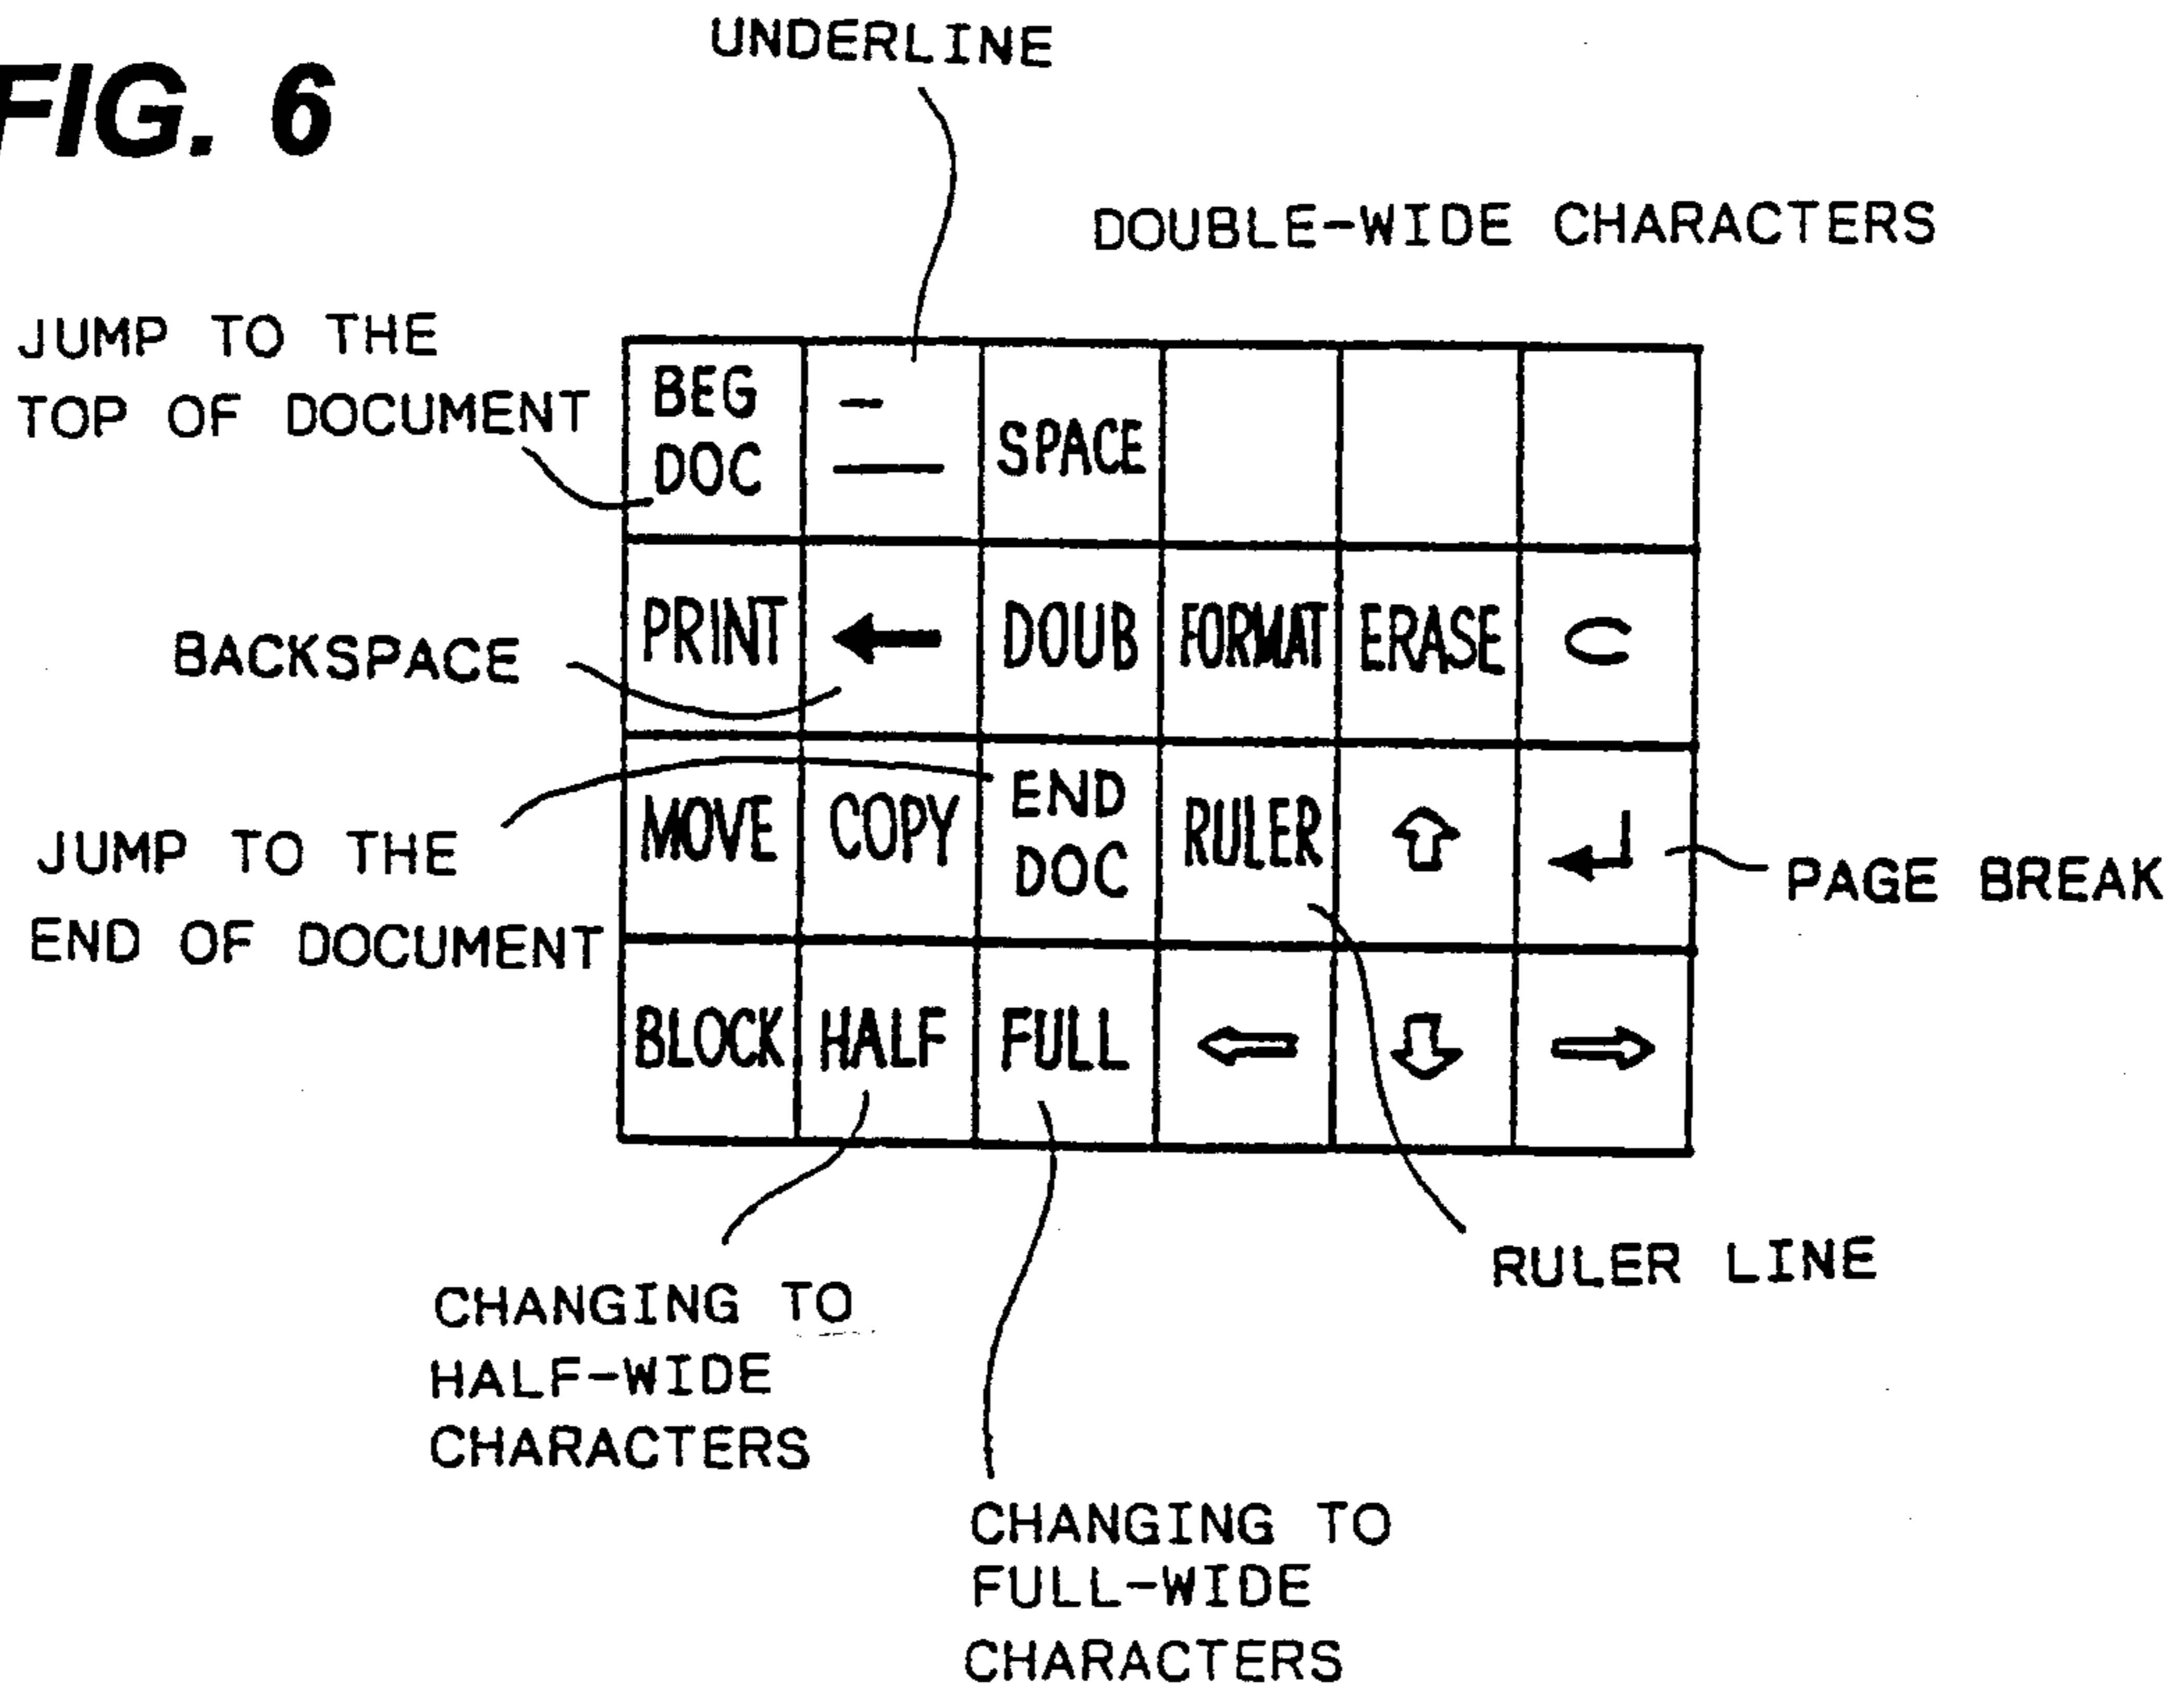 FIG. 6
UNDERLINE
DOUBLE-WIDE CHARACTERS
JUMP TO THE
TOP OF DOCUMENT
BEG
DOC
SPACE
PRINT
DOUB
FORMAT
ERASE
C
BACKSPACE
MOVE
COPY
END
DOC
RULER
JUMP TO THE
END OF DOCUMENT
PAGE BREAK
BLOCK
HALF
FULL
RULER LINE
CHANGING TO
HALF-WIDE
CHARACTERS
CHANGING TO
FULL-WIDE
CHARACTERS